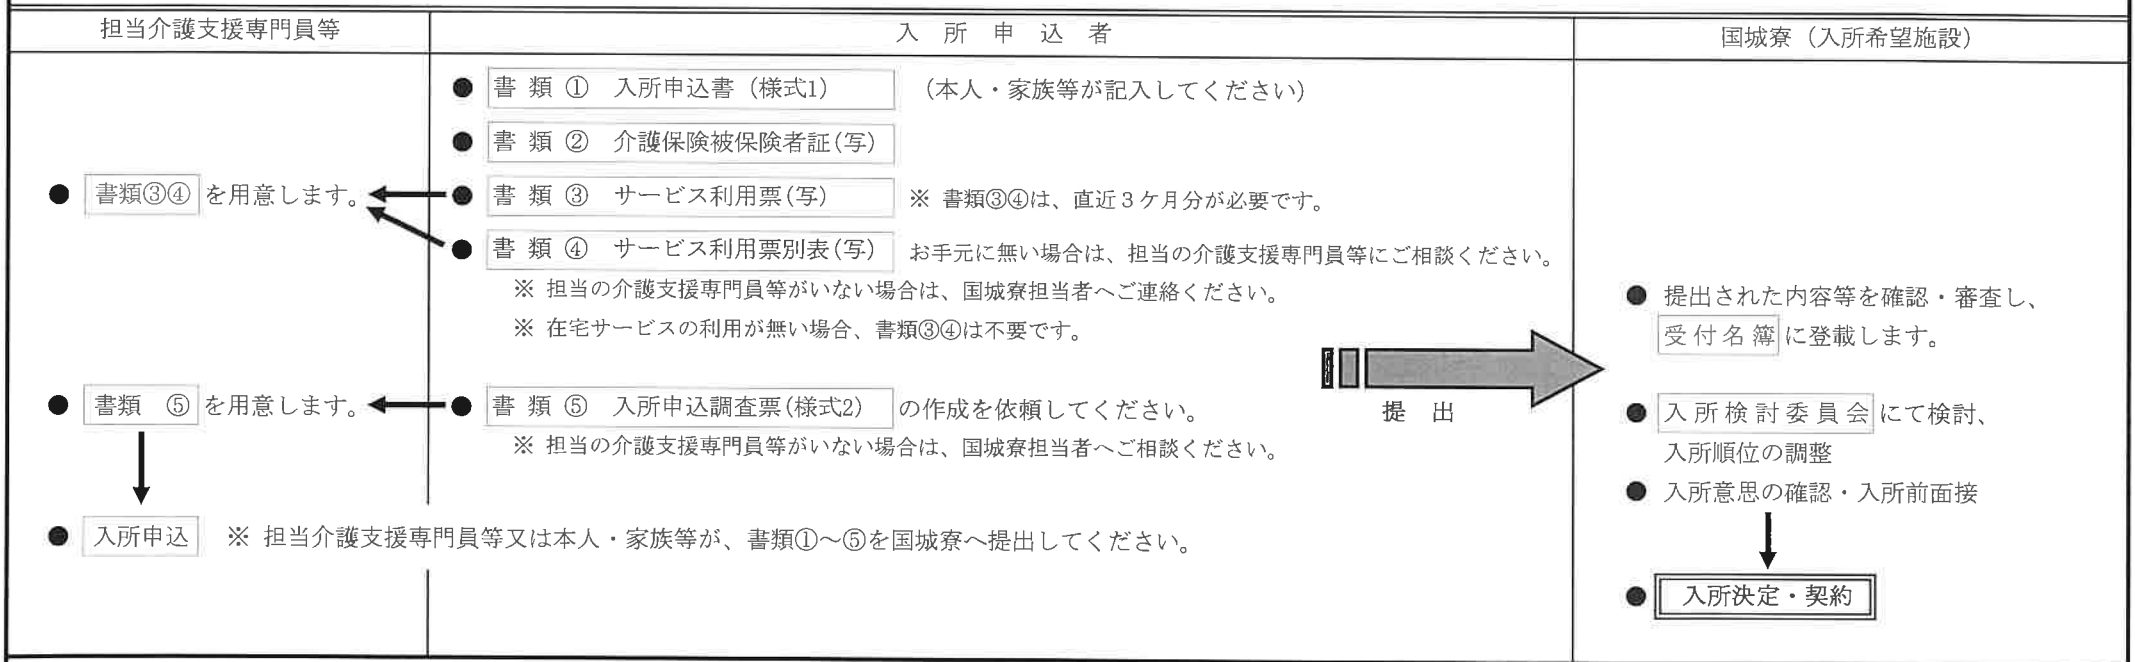 担当介護支援専門員等
入所申込者
国城寮（入所希望施設）
● 書類① 入所申込書（様式1） （本人・家族等が記入してください）
● 書類② 介護保険被保険者証(写)
● 書類③④ を用意します。
● 書類③ サービス利用票(写) ※ 書類③④は、直近３ケ月分が必要です。
● 書類④ サービス利用票別表(写) お手元に無い場合は、担当の介護支援専門員等にご相談ください。
※ 担当の介護支援専門員等がいない場合は、国城寮担当者へご連絡ください。
※ 在宅サービスの利用が無い場合、書類③④は不要です。
● 書類 ⑤ を用意します。
● 書類⑤ 入所申込調査票(様式2) の作成を依頼してください。
※ 担当の介護支援専門員等がいない場合は、国城寮担当者へご相談ください。
● 入所申込 ※ 担当介護支援専門員等又は本人・家族等が、書類①～⑤を国城寮へ提出してください。
提 出
● 提出された内容等を確認・審査し、
受付名簿に登載します。
● 入所検討委員会にて検討、
入所順位の調整
● 入所意思の確認・入所前面接
● 入所決定・契約